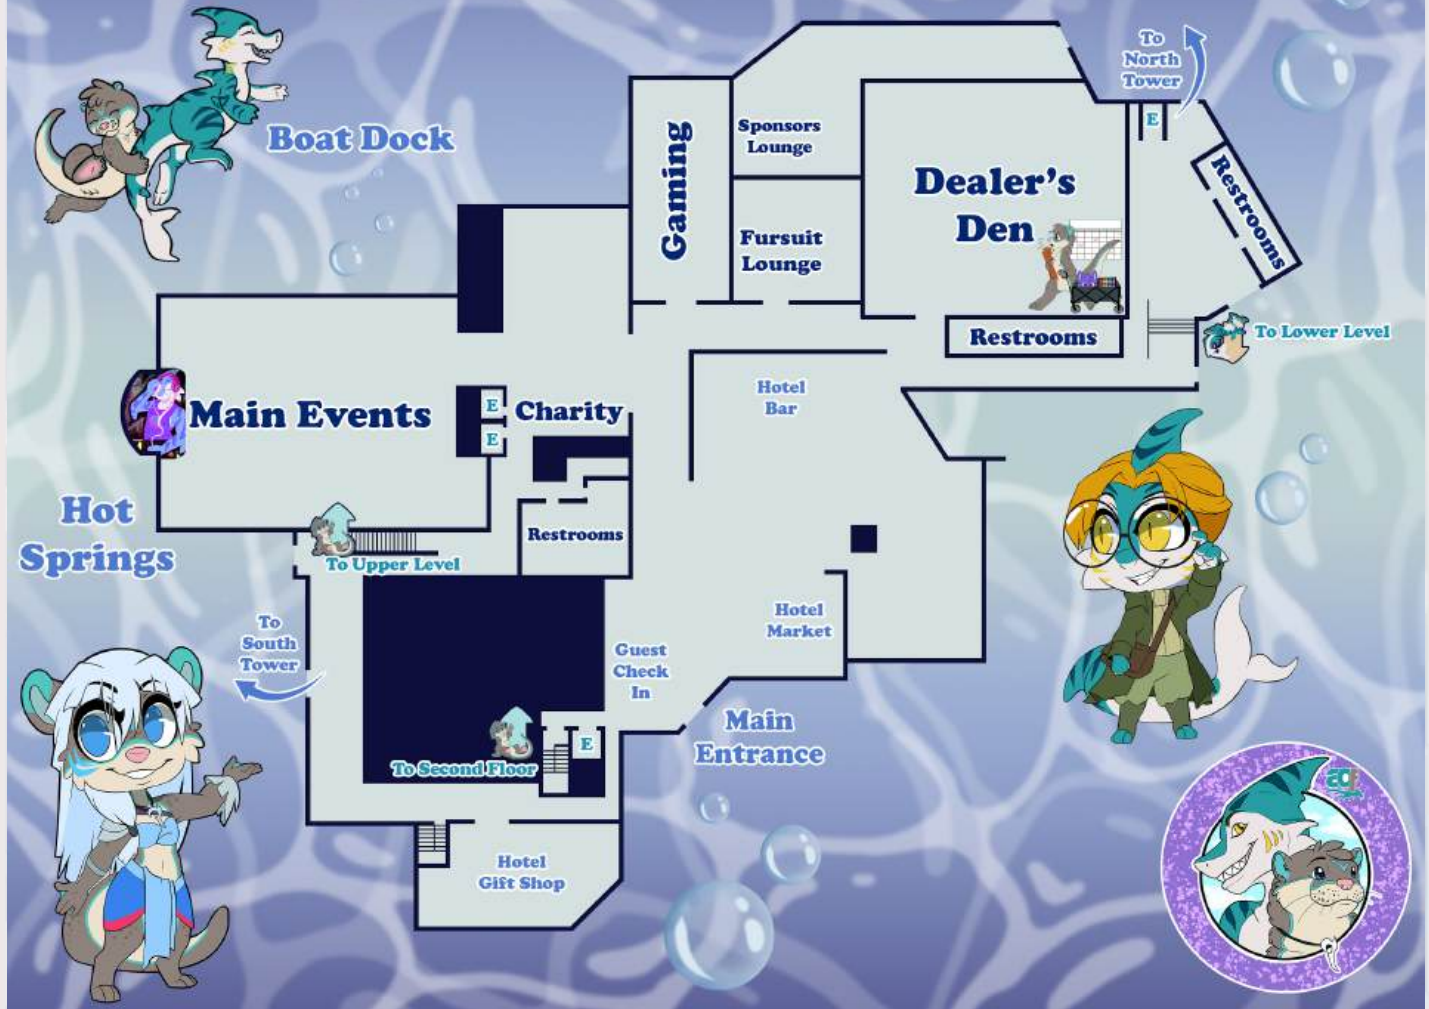 Boat Dock
To
North
Tower
E
Gaming
Sponsors
Lounge
Dealer's
Den
Restrooms
Fursuit
Lounge
Restrooms
To Lower Level
Hotel
Bar
Main Events
E
E
Charity
Hot
Springs
Restrooms
To Upper Level
To
South
Tower
Guest
Check
In
Hotel
Market
Main
Entrance
E
To Second Floor
Hotel
Gift Shop